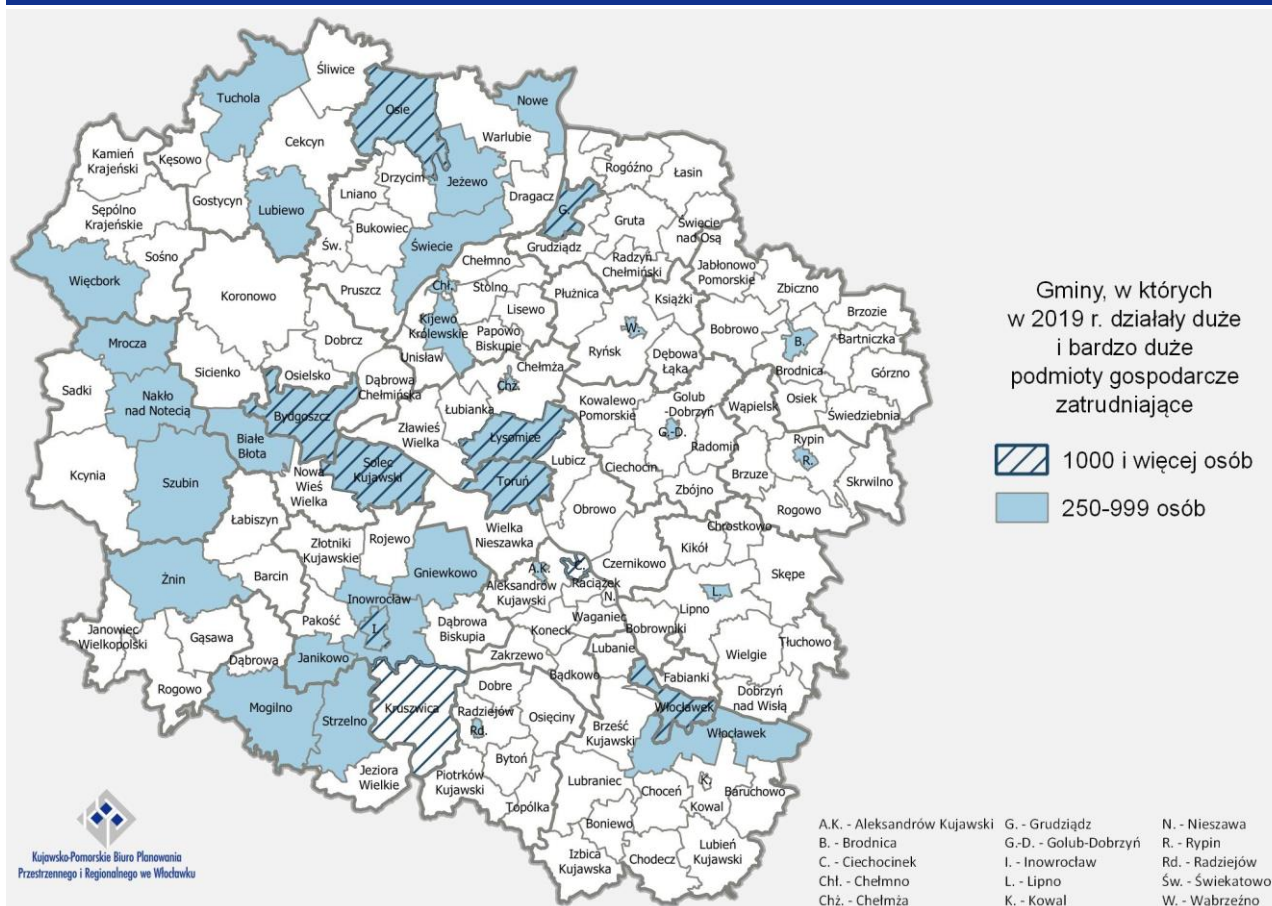 Śliwice
Tuchola
Osie
Nowe
Cekcyn
Warlubie
Kamień
Krajeński
Kęsowo
Rogóźno
Łasin
Drzycim
Jeżewo
Gostycyn
Lubiewo
Lniano
Dragacz
G.
Sępólno
Krajeńskie
Gruta
Świecie
nad Osą
Bukowiec
Św.
Świecie
Sośno
Grudziądz
Radzyń
Chełmiński
Więcbork
Chełmno
Jabłonowo
Pomorskie
Koronowo
Pruszcz
Chł.
Stolno
Płużnica
Książki
Zbiczno
Brzozie
Kijewo
Królewskie
Lisewo
W.
Bobrowo
B.
Bartniczka
Mrocza
Dobrcz
Papowo
Biskupie
Unisław
Ryńsk
Dębowa
Łąka
Brodnica
Górzno
Sicienko
Osielsko
Chełmża
Chż.
Sadki
Nakło
nad Notecią
Dąbrowa
Chełmińska
Kowalewo
Pomorskie
Golub-
Dobrzyń
Wąpielsk
Osiek
Świedziebnia
Bydgoszcz
Łubianka
G.-D.
Białe
Błota
Zławieś
Wielka
Łysomice
Radomin
Rypin
R.
Kcynia
Szubin
Nowa
Wieś
Wielka
Solec
Kujawski
Toruń
Lubicz
Ciechocin
Brzuze
Skrwilno
Zbójno
Rogowo
Łabiszyn
Obrowo
Wielka
Nieszawka
Chrostkowo
Złotniki
Kujawskie
Rojewo
Kikół
Czernikowo
Żnin
Barcin
Gniewkowo
A.K.
C.
Skępe
Aleksandrów
Kujawski
Raciążek
N.
Inowrocław
L.
Lipno
Pakość
I.
Dąbrowa
Biskupia
Waganiec
Janowiec
Wielkopolski
Gąsawa
Koneck
Bobrowniki
Tłuchowo
Dąbrowa
Janikowo
Zakrzewo
Lubanie
Wielgie
Bądkowo
Fabianki
Rogowo
Mogilno
Strzelno
Kruszwica
Dobre
Dobrzyń
nad Wisłą
Radziejów
Rd.
Osięciny
Włocławek
Brześć
Kujawski
Włocławek
Jeziora
Wielkie
Bytoń
Piotrków
Kujawski
Lubraniec
Choceń
K.
Kowal
Baruchowo
Topólka
Boniewo
Izbica
Kujawska
Chodecz
Lubień
Kujawski
Gminy, w których
w 2019 r. działały duże
i bardzo duże
podmioty gospodarcze
zatrudniające
1000 i więcej osób
250-999 osób
Kujawsko-Pomorskie Biuro Planowania
Przestrzennego i Regionalnego we Włocławku
A.K. - Aleksandrów Kujawski
B. - Brodnica
C. - Ciechocinek
Chł. - Chełmno
Chż. - Chełmża
G. - Grudziądz
G.-D. - Golub-Dobrzyń
I. - Inowrocław
L. - Lipno
K. - Kowal
N. - Nieszawa
R. - Rypin
Rd. - Radziejów
Św. - Świekatowo
W. - Wąbrzeźno